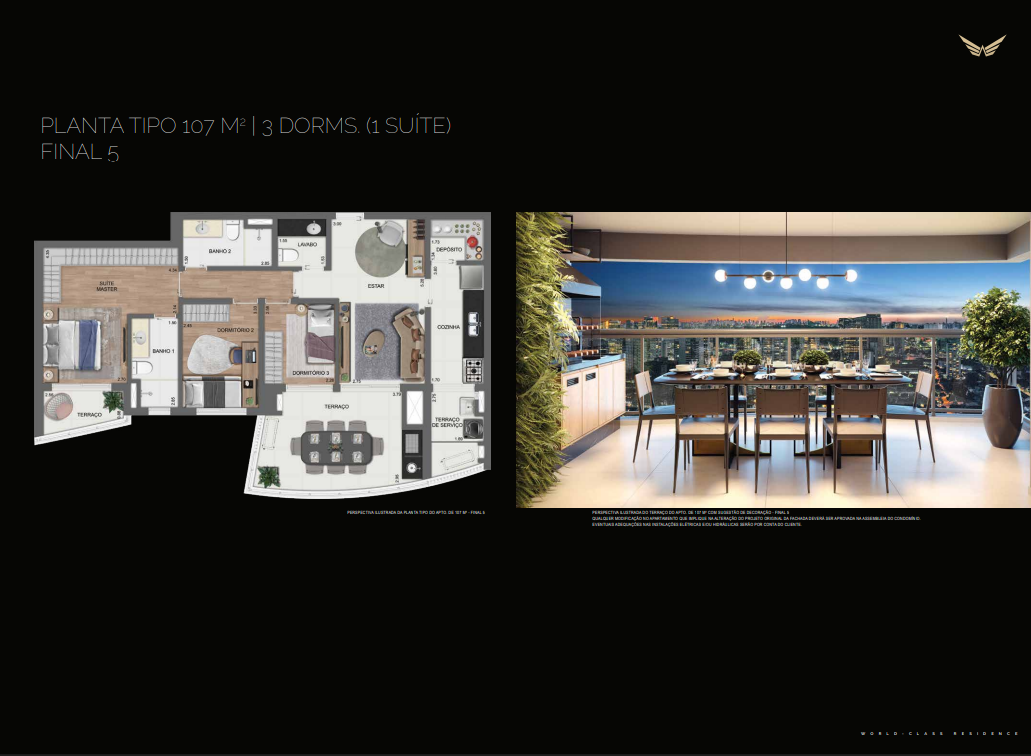 PLANTA TIPO 107 M² | 3 DORMS. (1 SUÍTE)
FINAL 5
BANHO 2
LAVABO
DEPÓSITO
SUÍTE
MASTER
ESTAR
DORMITÓRIO 2
COZINHA
BANHO 1
DORMITÓRIO 3
TERRAÇO
TERRAÇO
TERRAÇO
DE SERVIÇO
PERSPECTIVA ILUSTRADA DA PLANTA TIPO DO APTO. DE 107 M² - FINAL 5
PERSPECTIVA ILUSTRADA DO TERRAÇO DO APTO. DE 107 M² COM SUGESTÃO DE DECORAÇÃO - FINAL 5
QUALQUER MODIFICAÇÃO NO APARTAMENTO QUE IMPLIQUE NA ALTERAÇÃO DO PROJETO ORIGINAL DA FACHADA DEVERÁ SER APROVADA NA ASSEMBLEIA DO CONDOMÍNIO.
EVENTUAIS ADEQUAÇÕES NAS INSTALAÇÕES ELÉTRICAS E/OU HIDRÁULICAS SERÃO POR CONTA DO CLIENTE.
WORLD-CLASS RESIDENCE